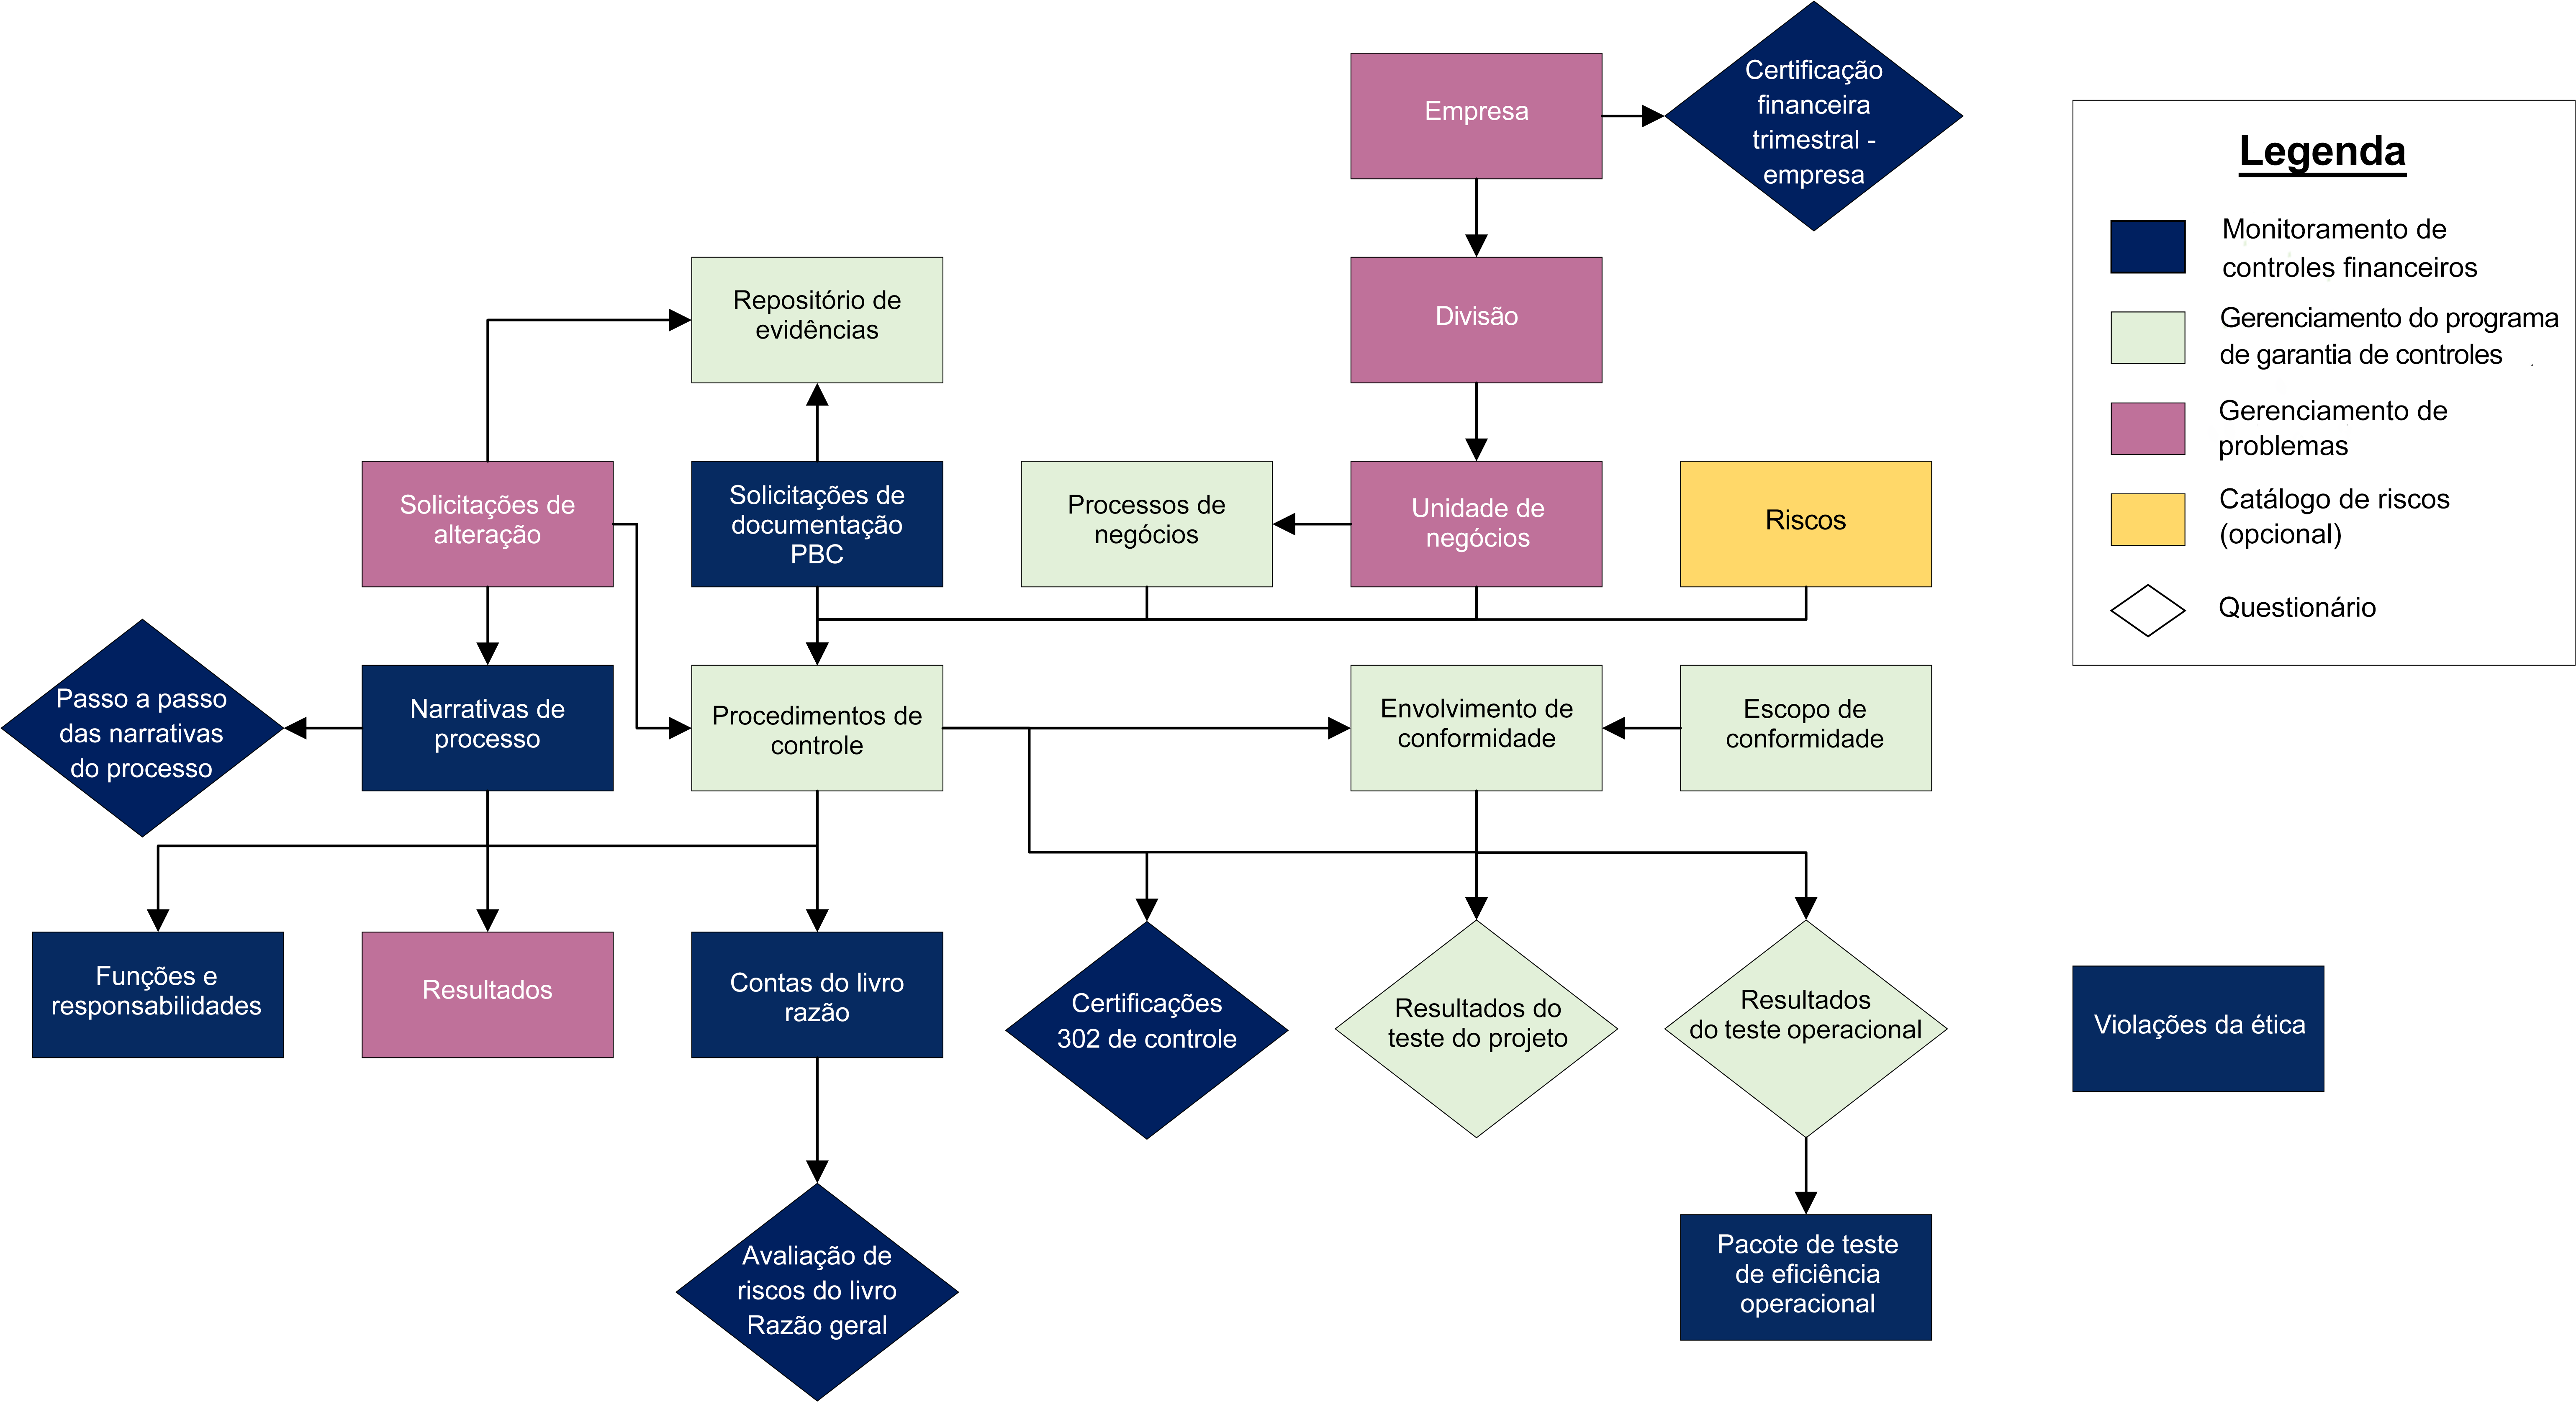 Empresa
Certificação
financeira
trimestral -
empresa
Legenda
Monitoramento de
controles financeiros
Gerenciamento do programa
de garantia de controles
Gerenciamento de
problemas
Catálogo de riscos
(opcional)
Questionário
Repositório de
evidências
Divisão
Solicitações de
alteração
Solicitações de
documentação
PBC
Processos de
negócios
Unidade de
negócios
Riscos
Passo a passo
das narrativas
do processo
Narrativas de
processo
Procedimentos de
controle
Envolvimento de
conformidade
Escopo de
conformidade
Funções e
responsabilidades
Resultados
Contas do livro
razão
Certificações
302 de controle
Resultados do
teste do projeto
Resultados
do teste operacional
Violações da ética
Avaliação de
riscos do livro
Razão geral
Pacote de teste
de eficiência
operacional